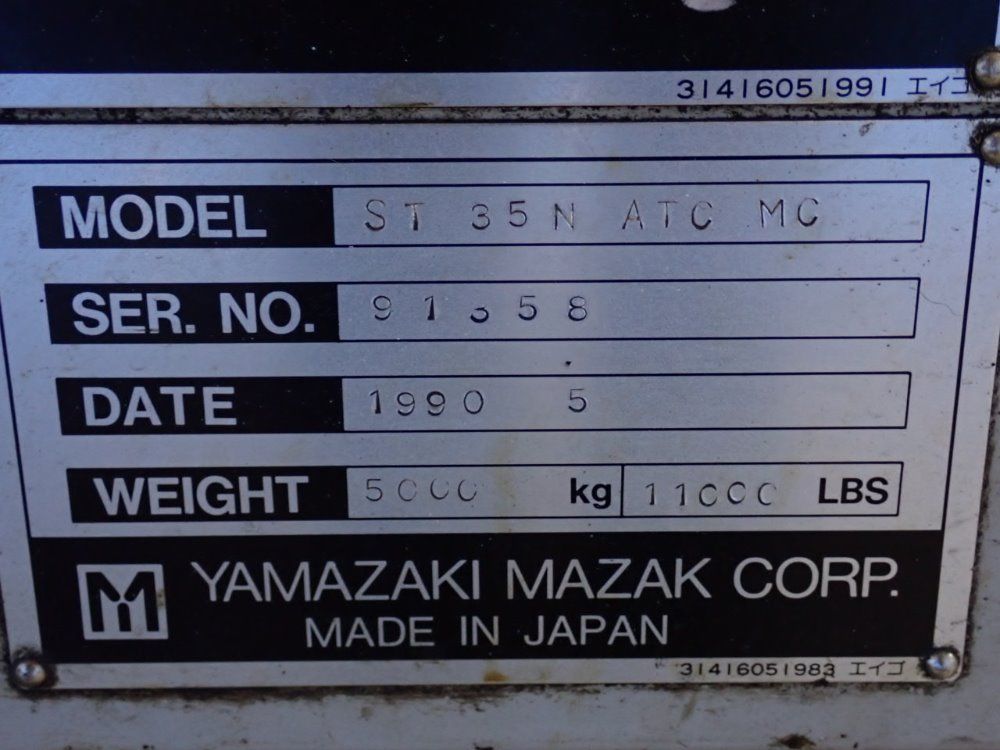 31416051991 エイゴ
MODEL ST 35N ATC MC
SER. NO. 91358
DATE 1990 5
WEIGHT 5000 kg 11000 LBS
YAMAZAKI MAZAK CORP.
MADE IN JAPAN
31416051983 エイゴ